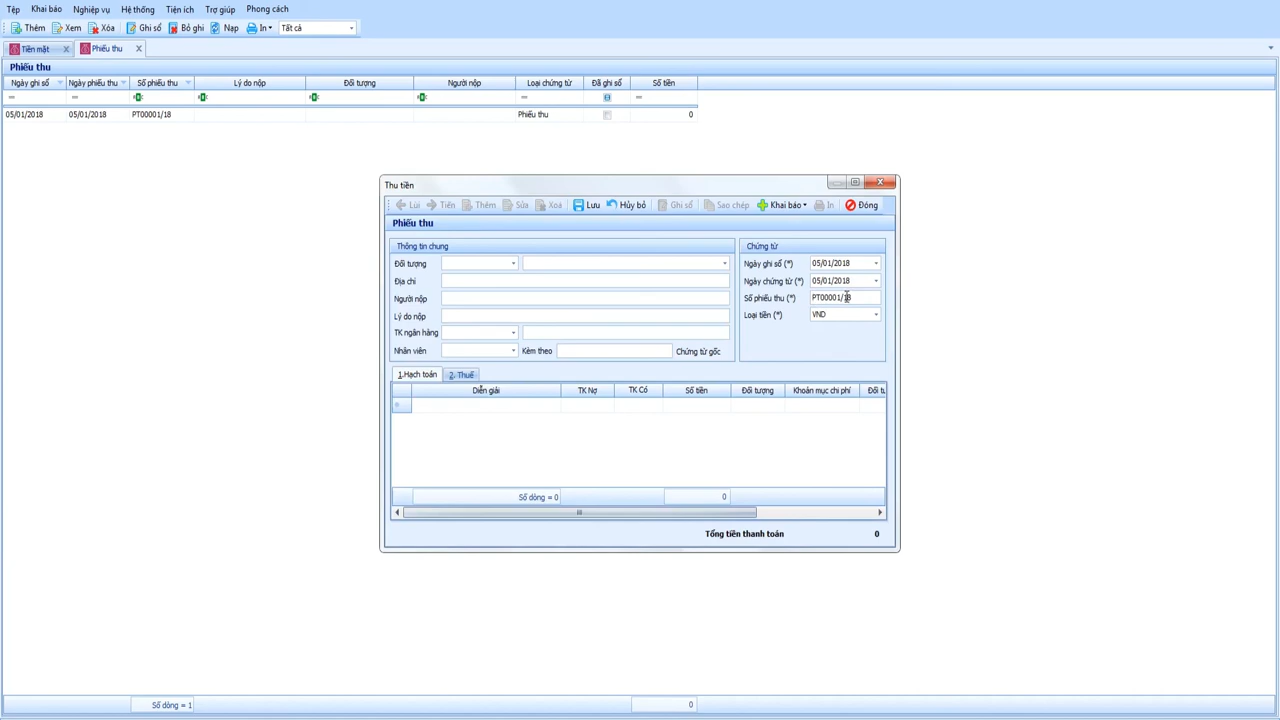 Tệp Khai báo Nghiệp vụ Hệ thống Tiện ích Trợ giúp Phong cách
Thêm Xem Xóa Ghi sổ Bỏ ghi Nạp In Tất cả
Tiền mặt Phiếu thu
Phiếu thu
Ngày ghi sổ Ngày phiếu thu Số phiếu thu Lý do nộp Đối tượng Người nộp Loại chứng từ Đã ghi sổ Số tiền
05/01/2018 05/01/2018 PT00001/18 Phiếu thu 0
Thu tiền
Lùi Tiến Thêm Sửa Xoá Lưu Hủy bỏ Ghi sổ Sao chép Khai báo In Đóng
Phiếu thu
Thông tin chung
Đối tượng
Địa chỉ
Người nộp
Lý do nộp
TK ngân hàng
Nhân viên Kèm theo Chứng từ gốc
Chứng từ
Ngày ghi sổ (*) 05/01/2018
Ngày chứng từ (*) 05/01/2018
Số phiếu thu (*) PT00001/18
Loại tiền (*) VND
1.Hạch toán 2. Thuế
Diễn giải TK Nợ TK Có Số tiền Đối tượng Khoản mục chi phí Đối tư
Số dòng = 0 0
Tổng tiền thanh toán 0
Số dòng = 1 0